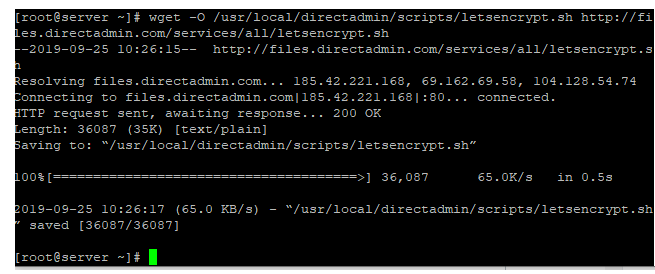 [root@server ~]# wget -O /usr/local/directadmin/scripts/letsencrypt.sh http://fi
les.directadmin.com/services/all/letsencrypt.sh
--2019-09-25 10:26:15--  http://files.directadmin.com/services/all/letsencrypt.s
h
Resolving files.directadmin.com... 185.42.221.168, 69.162.69.58, 104.128.54.74
Connecting to files.directadmin.com|185.42.221.168|:80... connected.
HTTP request sent, awaiting response... 200 OK
Length: 36087 (35K) [text/plain]
Saving to: “/usr/local/directadmin/scripts/letsencrypt.sh”
100%[======================================>] 36,087      65.0K/s   in 0.5s
2019-09-25 10:26:17 (65.0 KB/s) - “/usr/local/directadmin/scripts/letsencrypt.sh
” saved [36087/36087]
[root@server ~]#